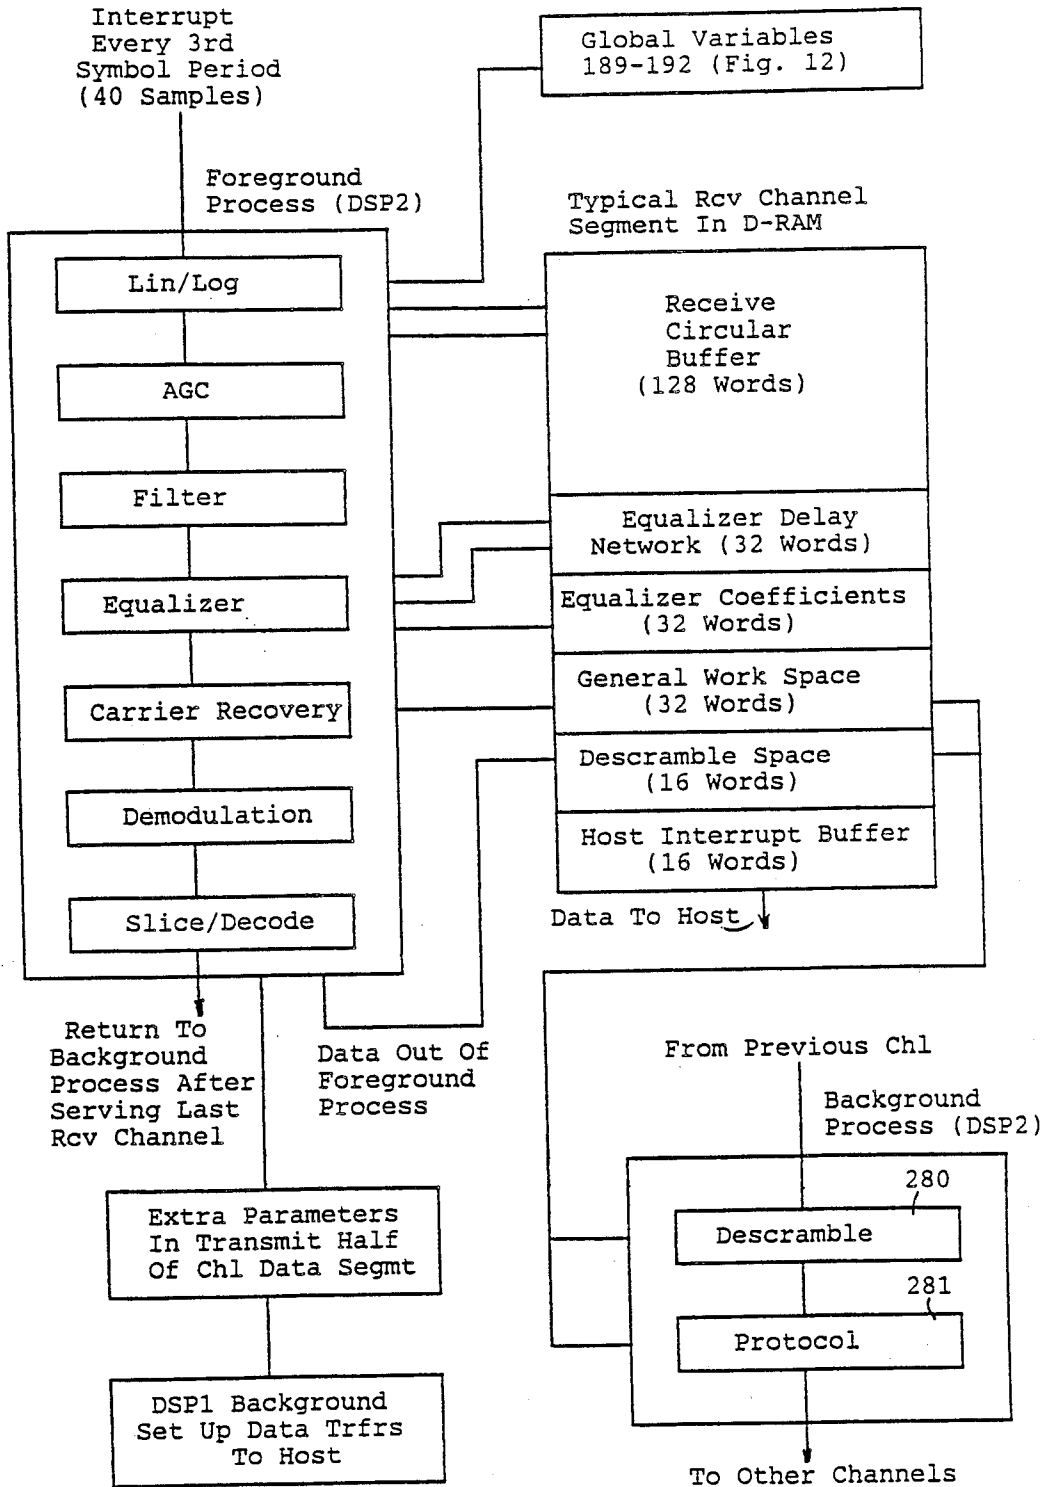 Interrupt
Every 3rd
Symbol Period
(40 Samples)
Global Variables
189-192 (Fig. 12)
Foreground
Process (DSP2)
Typical Rcv Channel
Segment In D-RAM
Lin/Log
AGC
Filter
Equalizer
Carrier Recovery
Demodulation
Slice/Decode
Receive
Circular
Buffer
(128 Words)
Equalizer Delay
Network (32 Words)
Equalizer Coefficients
(32 Words)
General Work Space
(32 Words)
Descramble Space
(16 Words)
Host Interrupt Buffer
(16 Words)
Data To Host
Return To
Background
Process After
Serving Last
Rcv Channel
Data Out Of
Foreground
Process
From Previous Chl
Background
Process (DSP2)
280
Descramble
281
Protocol
To Other Channels
Extra Parameters
In Transmit Half
Of Chl Data Segmt
DSP1 Background
Set Up Data Trfrs
To Host